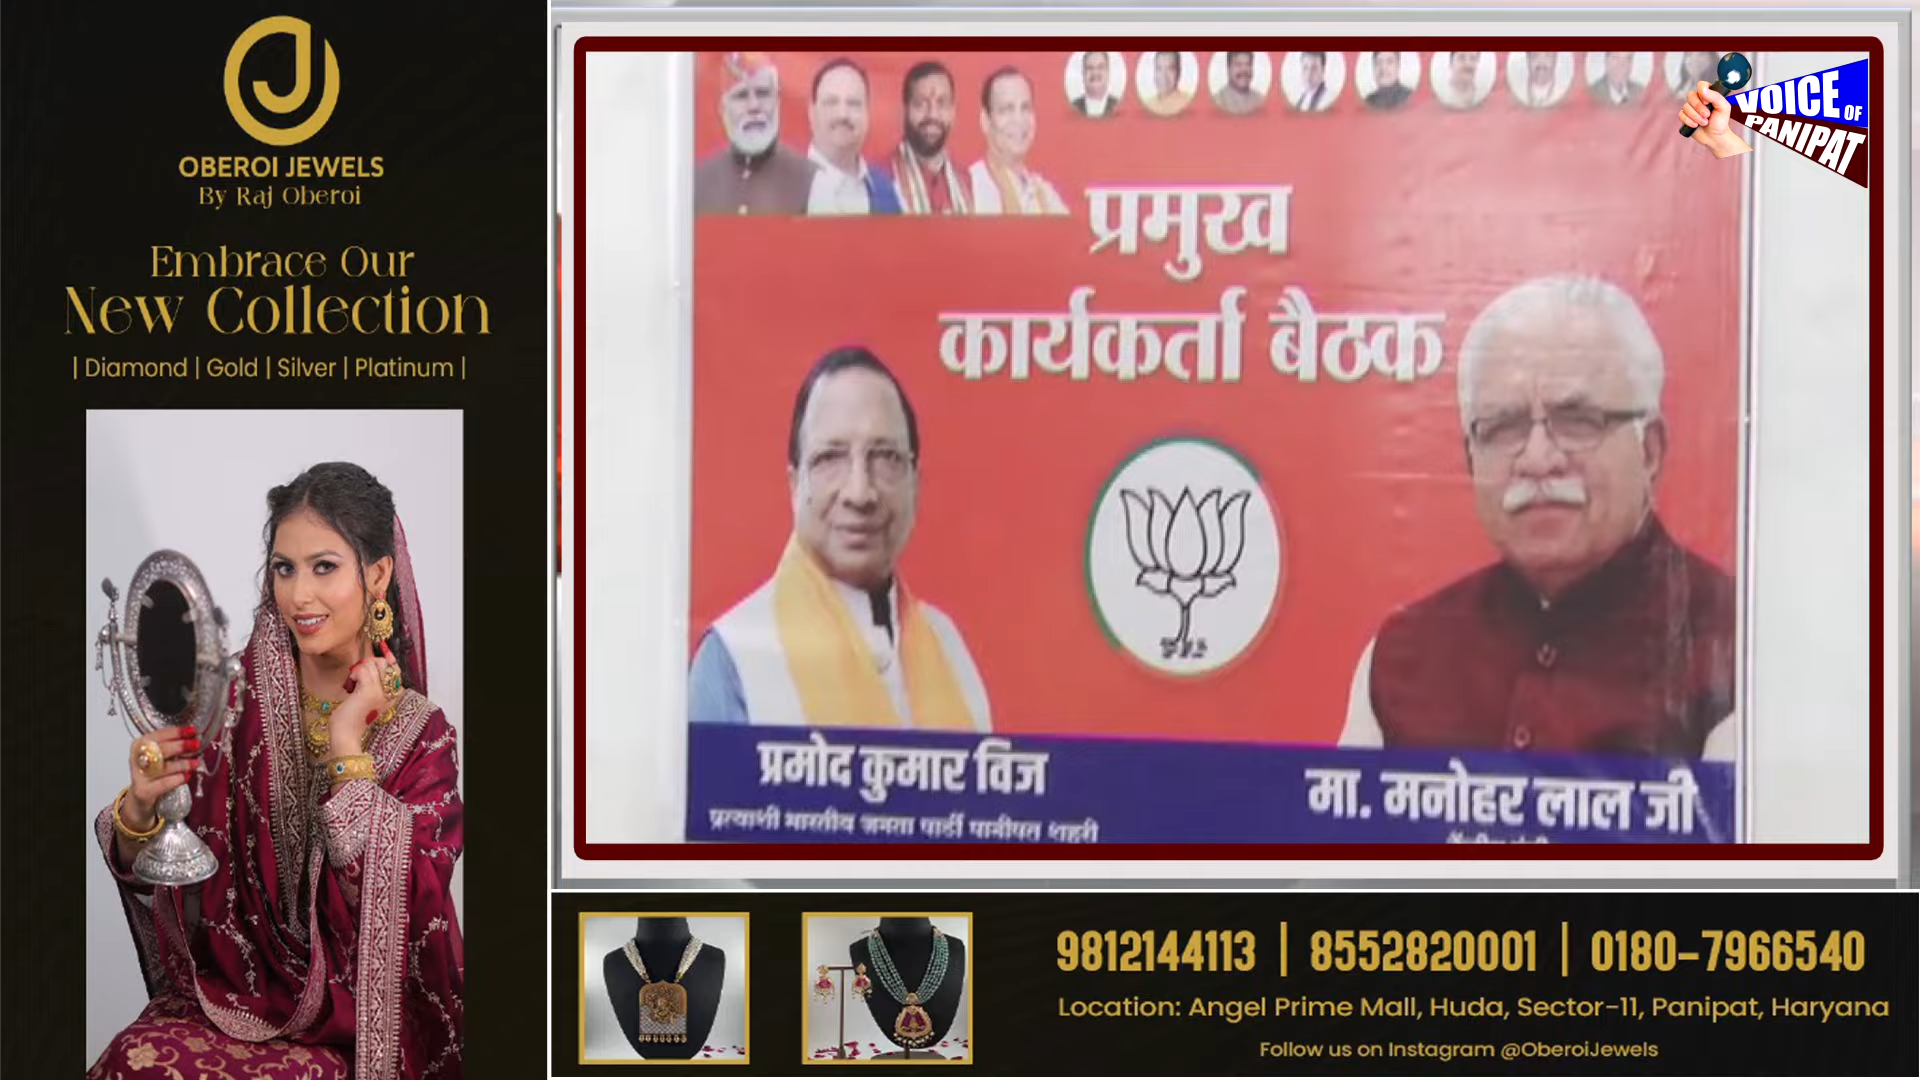 OBEROI JEWELS
By Raj Oberoi
Embrace Our
New Collection
| Diamond | Gold | Silver | Platinum |
VOICE OF
PANIPAT
प्रमुख
कार्यकर्ता बैठक
प्रमोद कुमार विज
प्रत्याशी भारतीय जनता पार्टी पानीपत शहरी
मा. मनोहर लाल जी
9812144113 | 8552820001 | 0180-7966540
Location: Angel Prime Mall, Huda, Sector-11, Panipat, Haryana
Follow us on Instagram @OberoiJewels